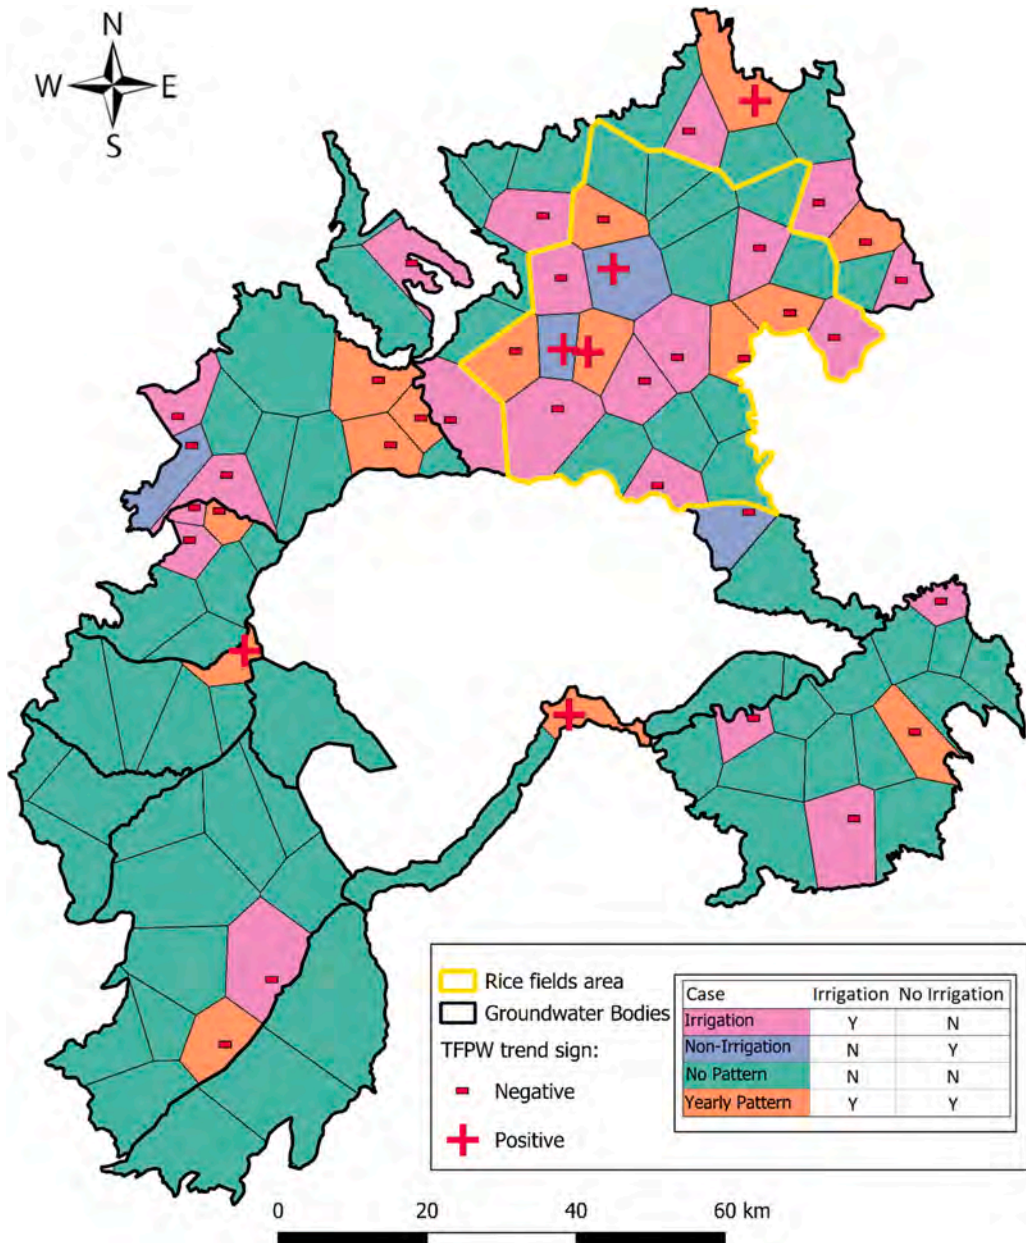 N
W E
S
Rice fields area
Groundwater Bodies
TFPW trend sign:
Negative
Positive
Case Irrigation No Irrigation
Irrigation Y N
Non-Irrigation N Y
No Pattern N N
Yearly Pattern Y Y
0 20 40 60 km